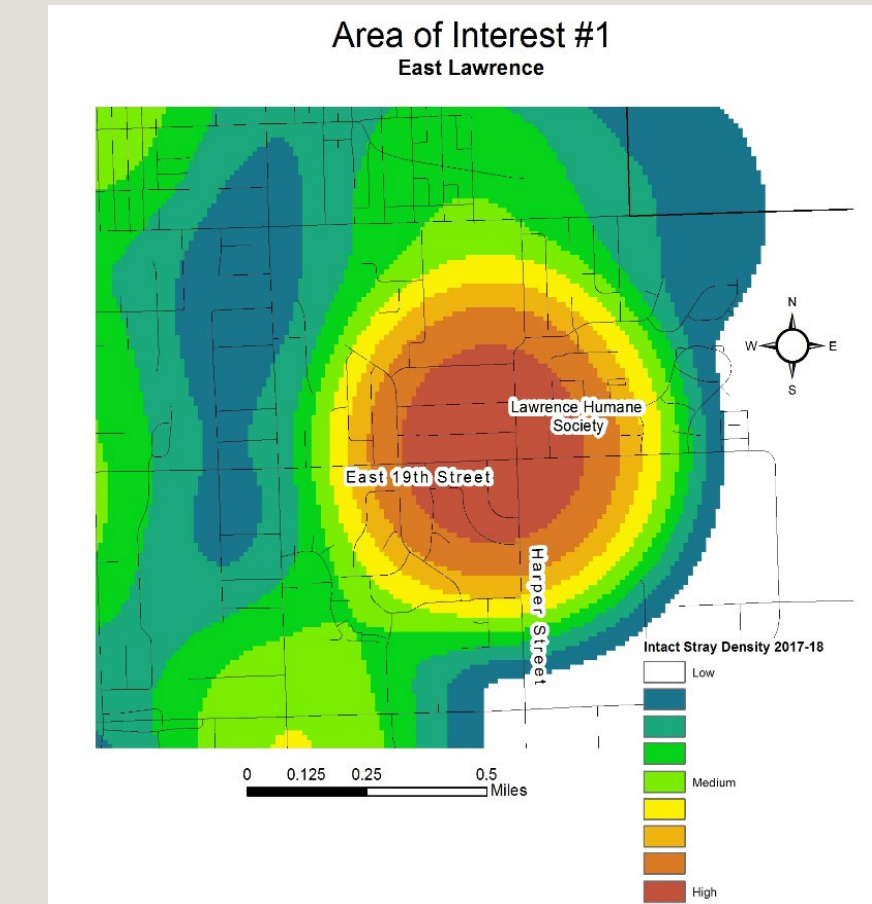 Area of Interest #1
East Lawrence
N
W
E
S
Lawrence Humane
Society
East 19th Street
Harper Street
Intact Stray Density 2017-18
Low
Medium
High
0 0.125 0.25 0.5
Miles